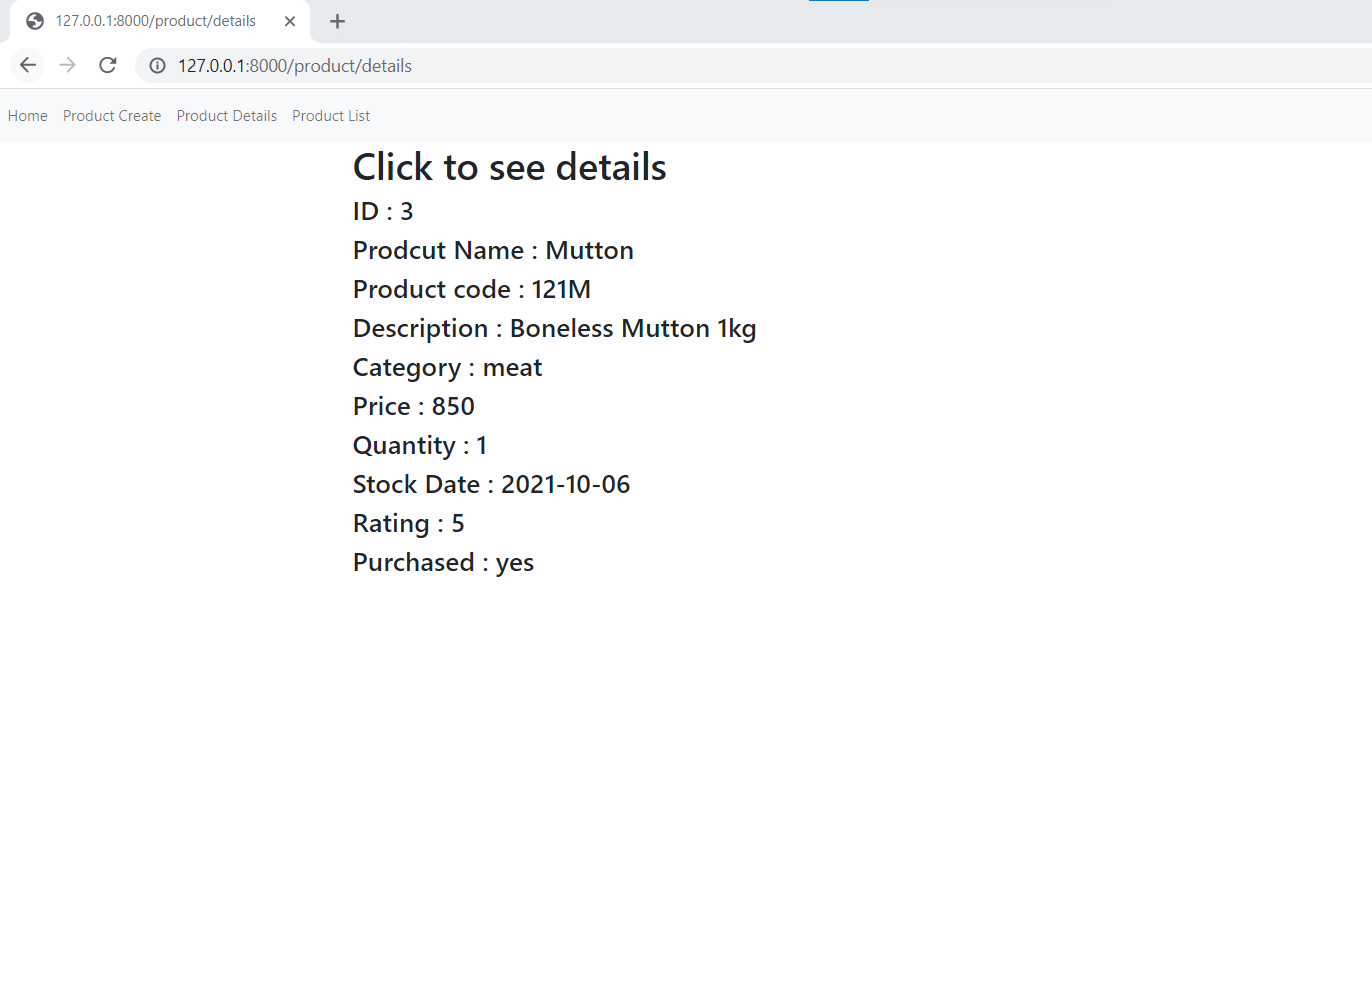 127.0.0.1:8000/product/details
127.0.0.1:8000/product/details
Home Product Create Product Details Product List
Click to see details
ID : 3
Prodcut Name : Mutton
Product code : 121M
Description : Boneless Mutton 1kg
Category : meat
Price : 850
Quantity : 1
Stock Date : 2021-10-06
Rating : 5
Purchased : yes